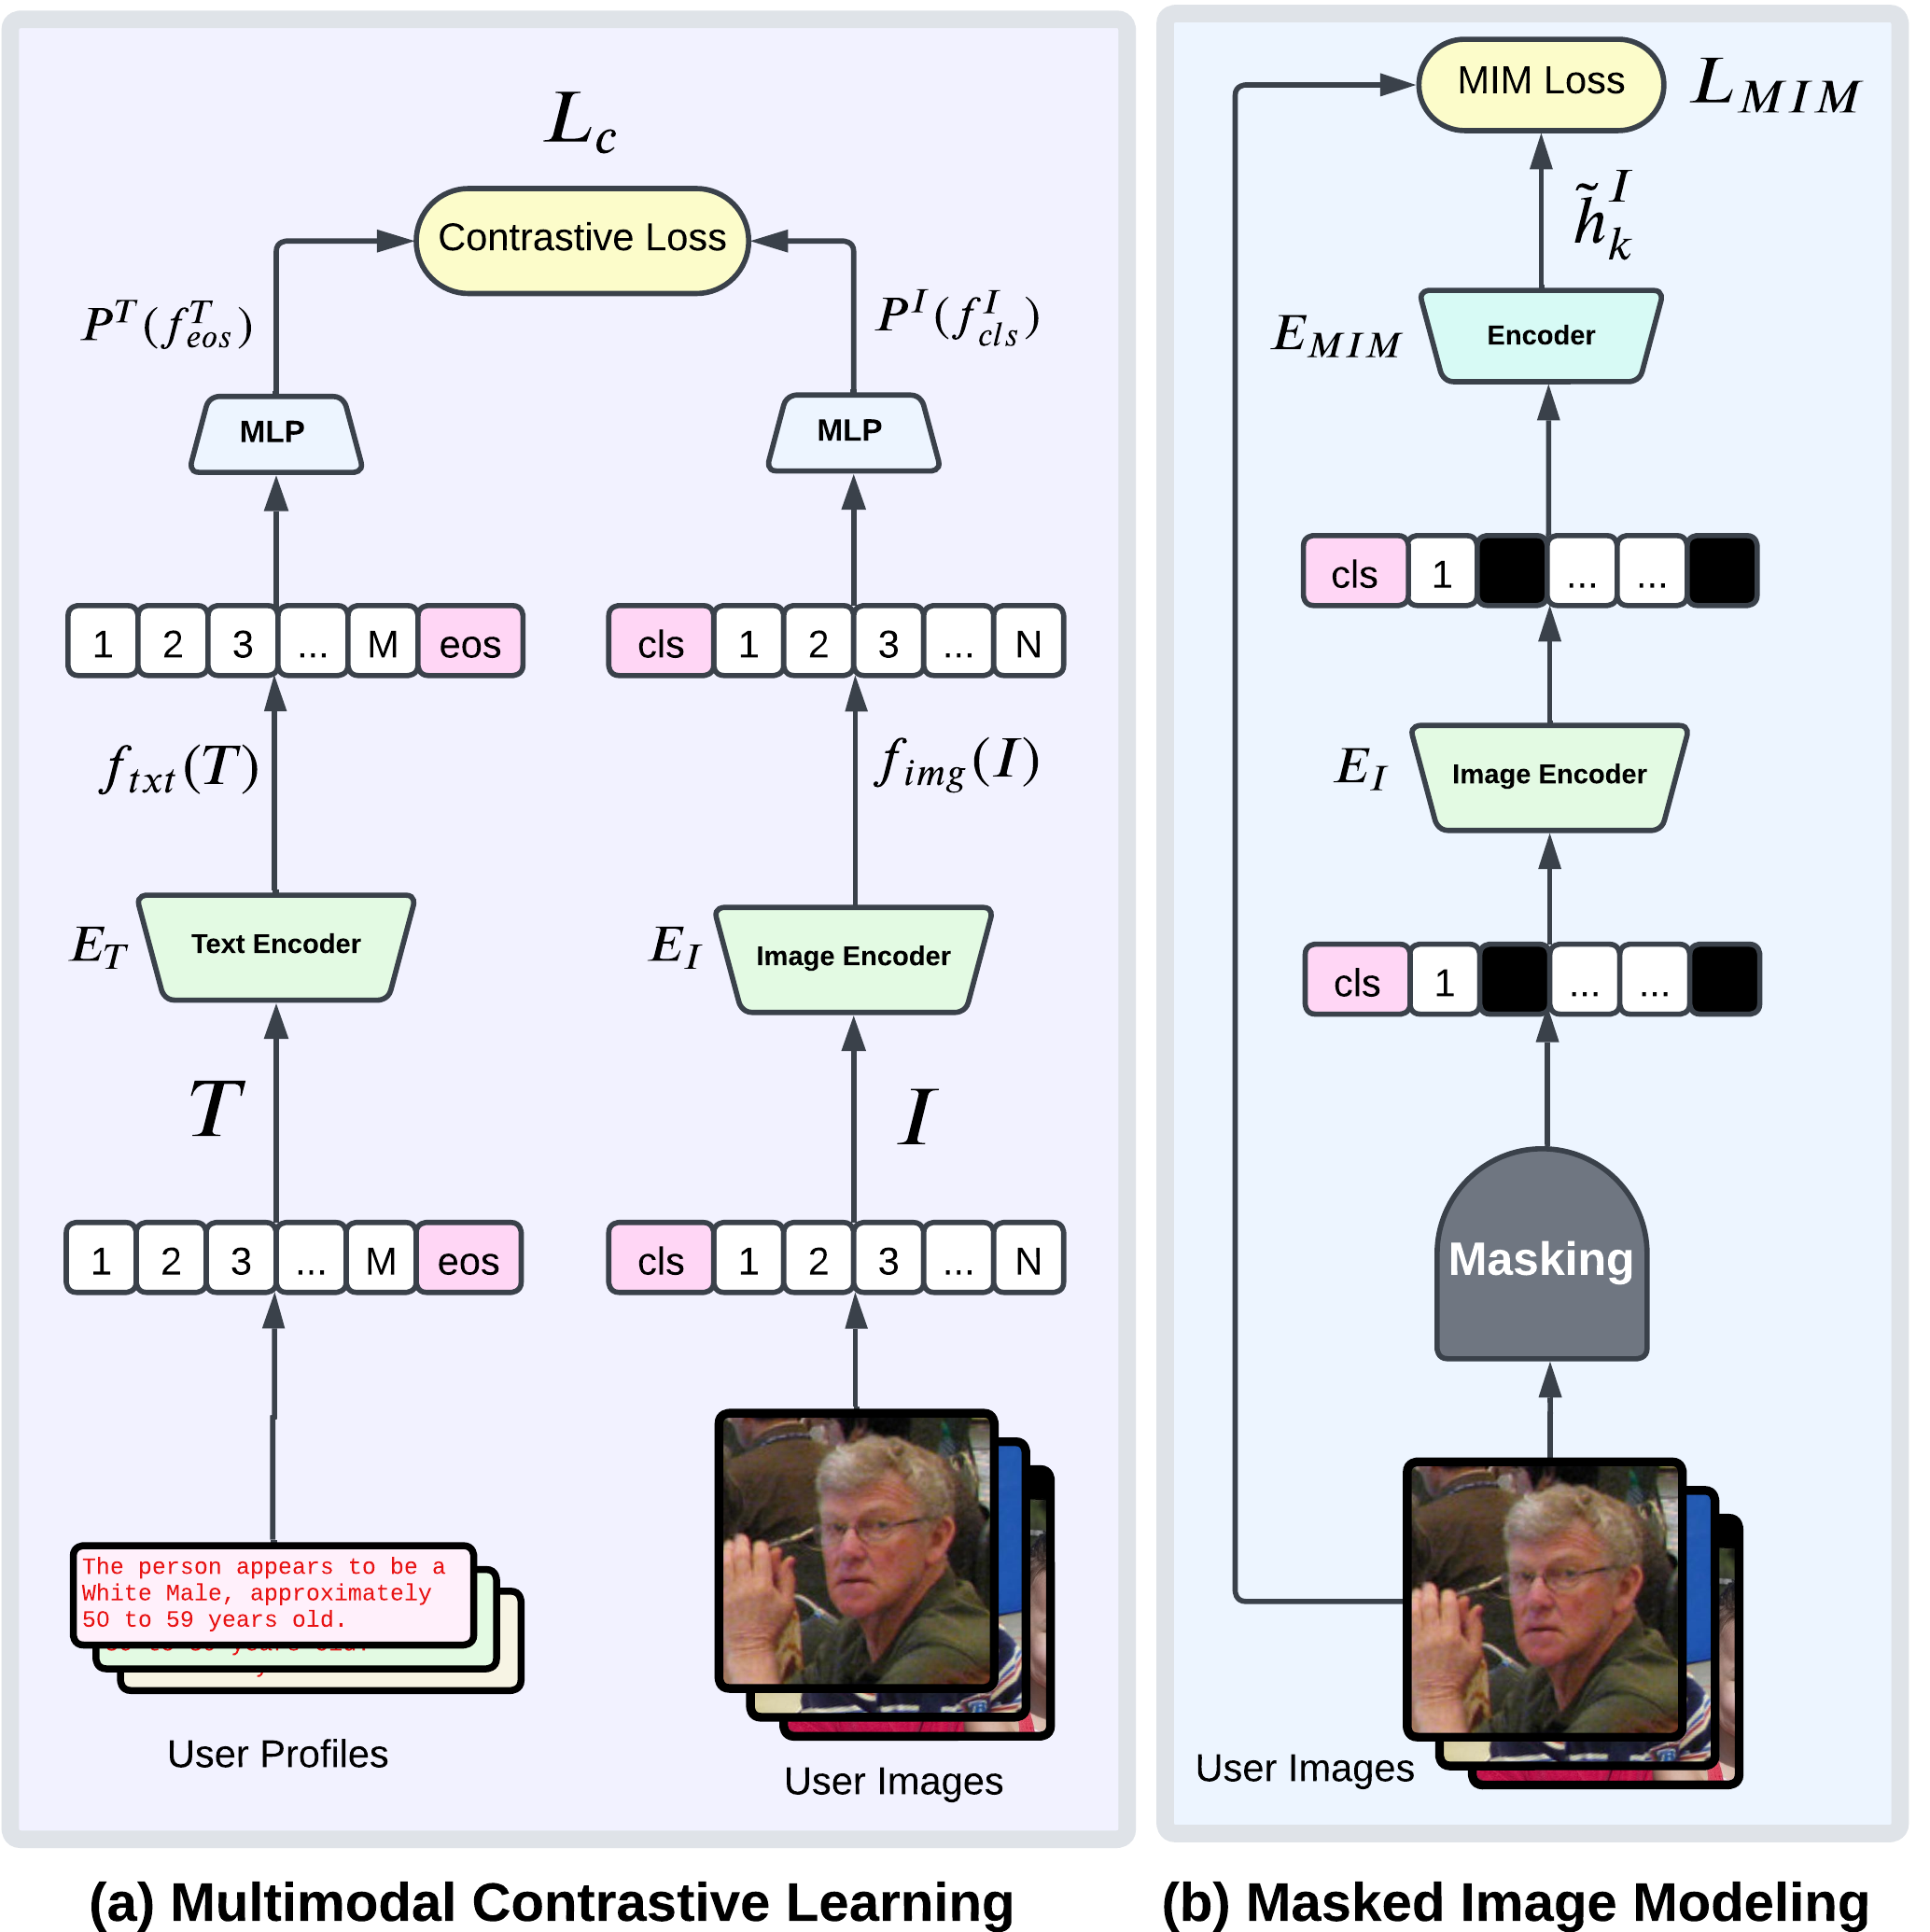 L_c
Contrastive Loss
P^T(f^T_{eos})
P^I(f^I_{cls})
MLP
MLP
1 2 3 ... M eos
cls 1 2 3 ... N
f_{txt}(T)
f_{img}(I)
E_T
Text Encoder
E_I
Image Encoder
T
I
1 2 3 ... M eos
cls 1 2 3 ... N
The person appears to be a
White Male, approximately
50 to 59 years old.
User Profiles
User Images
(a) Multimodal Contrastive Learning
MIM Loss
L_{MIM}
\tilde{h}^I_k
E_{MIM}
Encoder
cls 1 ... ...
E_I
Image Encoder
cls 1 ... ...
Masking
User Images
(b) Masked Image Modeling